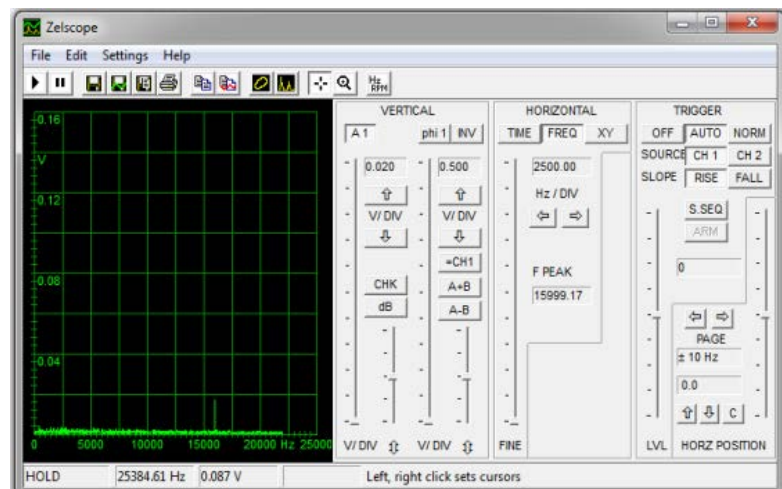 Zelscope
File Edit Settings Help
Hz
RPM
0.16
V
0.12
0.08
0.04
0 5000 10000 15000 20000 Hz 25000
VERTICAL
A 1 phi 1 INV
0.020 0.500
V/ DIV V/ DIV
=CH1
CHK A+B
dB A-B
V/ DIV V/ DIV
HORIZONTAL
TIME FREQ XY
2500.00
Hz / DIV
F PEAK
15999.17
FINE
TRIGGER
OFF AUTO NORM
SOURCE CH 1 CH 2
SLOPE RISE FALL
S.SEQ
ARM
0
PAGE
± 10 Hz
0.0
C
LVL HORZ POSITION
HOLD 25384.61 Hz 0.087 V Left, right click sets cursors